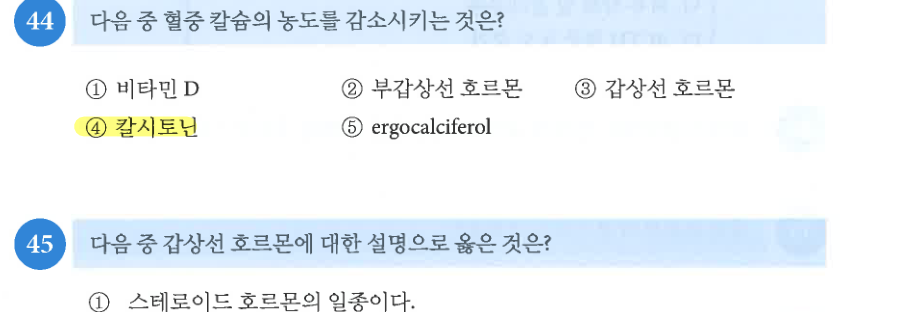 44 다음 중 혈중 칼슘의 농도를 감소시키는 것은?
① 비타민 D ② 부갑상선 호르몬 ③ 갑상선 호르몬
④ 칼시토닌 ⑤ ergocalciferol
45 다음 중 갑상선 호르몬에 대한 설명으로 옳은 것은?
① 스테로이드 호르몬의 일종이다.